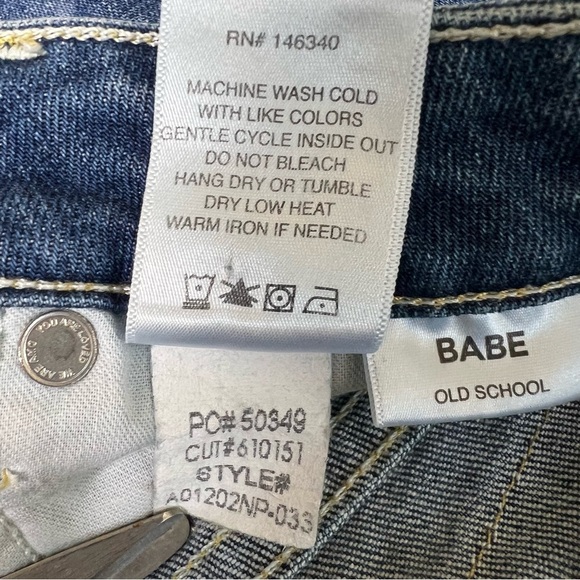 RN# 146340
MACHINE WASH COLD
WITH LIKE COLORS
GENTLE CYCLE INSIDE OUT
DO NOT BLEACH
HANG DRY OR TUMBLE
DRY LOW HEAT
WARM IRON IF NEEDED
YOU ARE LOVED
WE ARE AMO
BABE
OLD SCHOOL
PO# 50349
CUT#610151
STYLE#
A01202NP-033